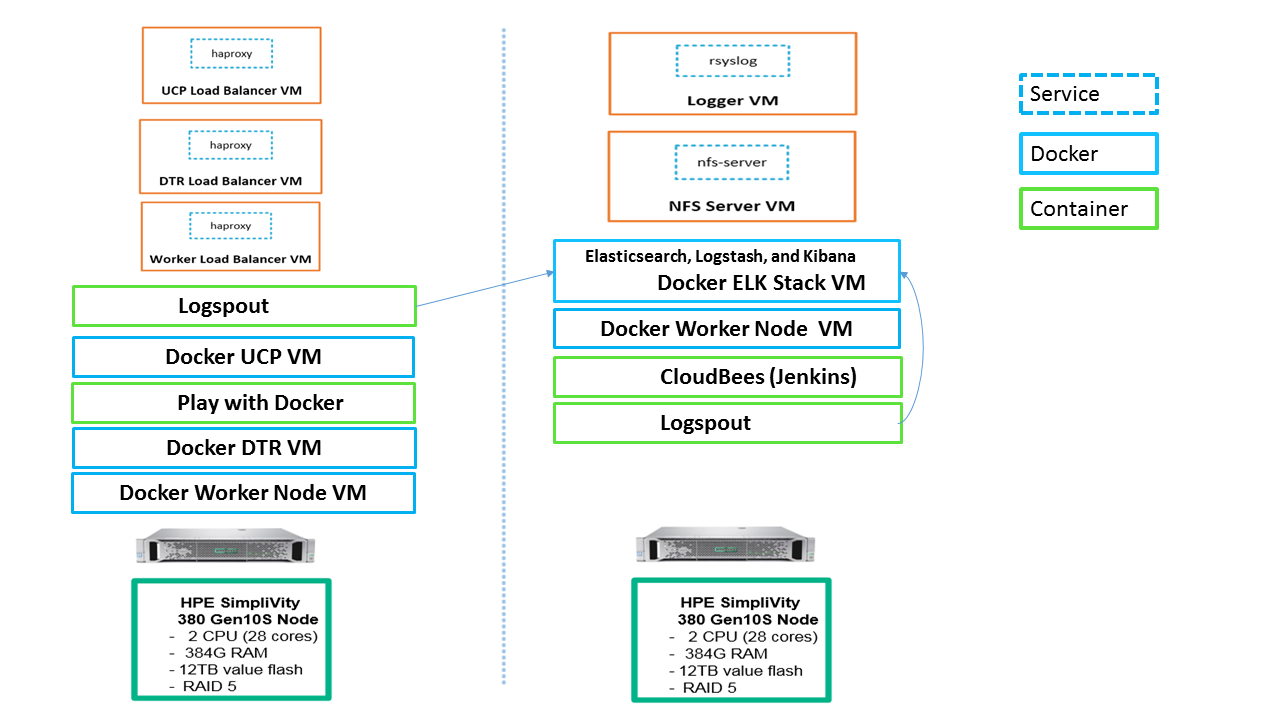 haproxy
UCP Load Balancer VM
haproxy
DTR Load Balancer VM
haproxy
Worker Load Balancer VM
Logspout
Docker UCP VM
Play with Docker
Docker DTR VM
Docker Worker Node VM
HPE SimpliVity
380 Gen10S Node
- 2 CPU (28 cores)
- 384G RAM
- 12TB value flash
- RAID 5
rsyslog
Logger VM
nfs-server
NFS Server VM
Elasticsearch, Logstash, and Kibana
Docker ELK Stack VM
Docker Worker Node VM
CloudBees (Jenkins)
Logspout
HPE SimpliVity
380 Gen10S Node
- 2 CPU (28 cores)
- 384G RAM
- 12TB value flash
- RAID 5
Service
Docker
Container